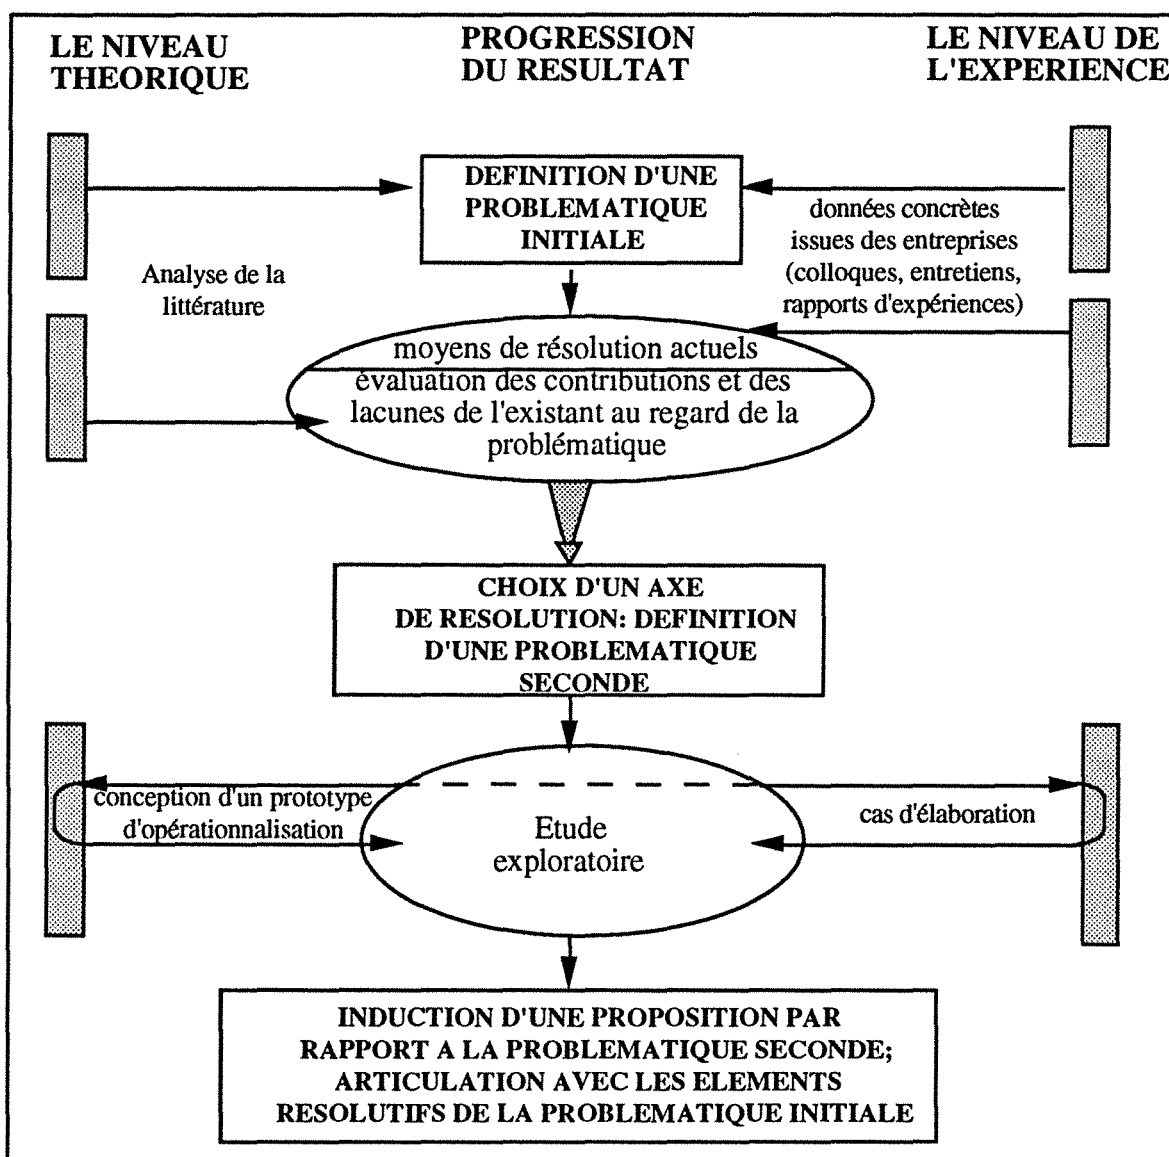 LE NIVEAU
THEORIQUE
PROGRESSION
DU RESULTAT
LE NIVEAU DE
L'EXPERIENCE
DEFINITION D'UNE
PROBLEMATIQUE
INITIALE
données concrètes
issues des entreprises
(colloques, entretiens,
rapports d'expériences)
Analyse de la
littérature
moyens de résolution actuels
évaluation des contributions et des
lacunes de l'existant au regard de la
problématique
CHOIX D'UN AXE
DE RESOLUTION: DEFINITION
D'UNE PROBLEMATIQUE
SECONDE
conception d'un prototype
d'opérationnalisation
Etude
exploratoire
cas d'élaboration
INDUCTION D'UNE PROPOSITION PAR
RAPPORT A LA PROBLEMATIQUE SECONDE;
ARTICULATION AVEC LES ELEMENTS
RESOLUTIFS DE LA PROBLEMATIQUE INITIALE